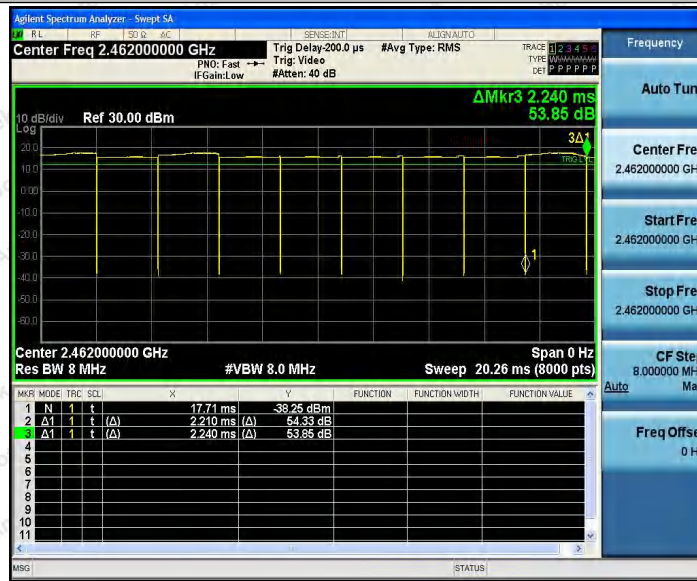 Agilent Spectrum Analyzer - Swept SA
RL RF 50 Ω AC SENSE:INT ALIGNAUTO
Center Freq 2.462000000 GHz
PNO: Fast
IFGain:Low
Trig Delay-200.0 µs
Trig: Video
#Atten: 40 dB
#Avg Type: RMS
TRACE 1 2 3 4 5 6
TYPE
DET P P P P P P
ΔMkr3 2.240 ms
53.85 dB
10 dB/div Ref 30.00 dBm
Log
3Δ1
20.0
TRIG LVL
10.0
0.00
-10.0
-20.0
-30.0
1
-40.0
-50.0
-60.0
Center 2.462000000 GHz Span 0 Hz
Res BW 8 MHz #VBW 8.0 MHz Sweep 20.26 ms (8000 pts)
MKR MODE TRC SCL X Y FUNCTION FUNCTION WIDTH FUNCTION VALUE
1 N 1 t 17.71 ms -38.25 dBm
2 Δ1 1 t (Δ) 2.210 ms (Δ) 54.33 dB
3 Δ1 1 t (Δ) 2.240 ms (Δ) 53.85 dB
4
5
6
7
8
9
10
11
MSG STATUS
Frequency
Auto Tun
Center Fre
2.462000000 GH
Start Fre
2.462000000 GH
Stop Fre
2.462000000 GH
CF Ste
8.000000 MH
Auto Ma
Freq Offse
0 H